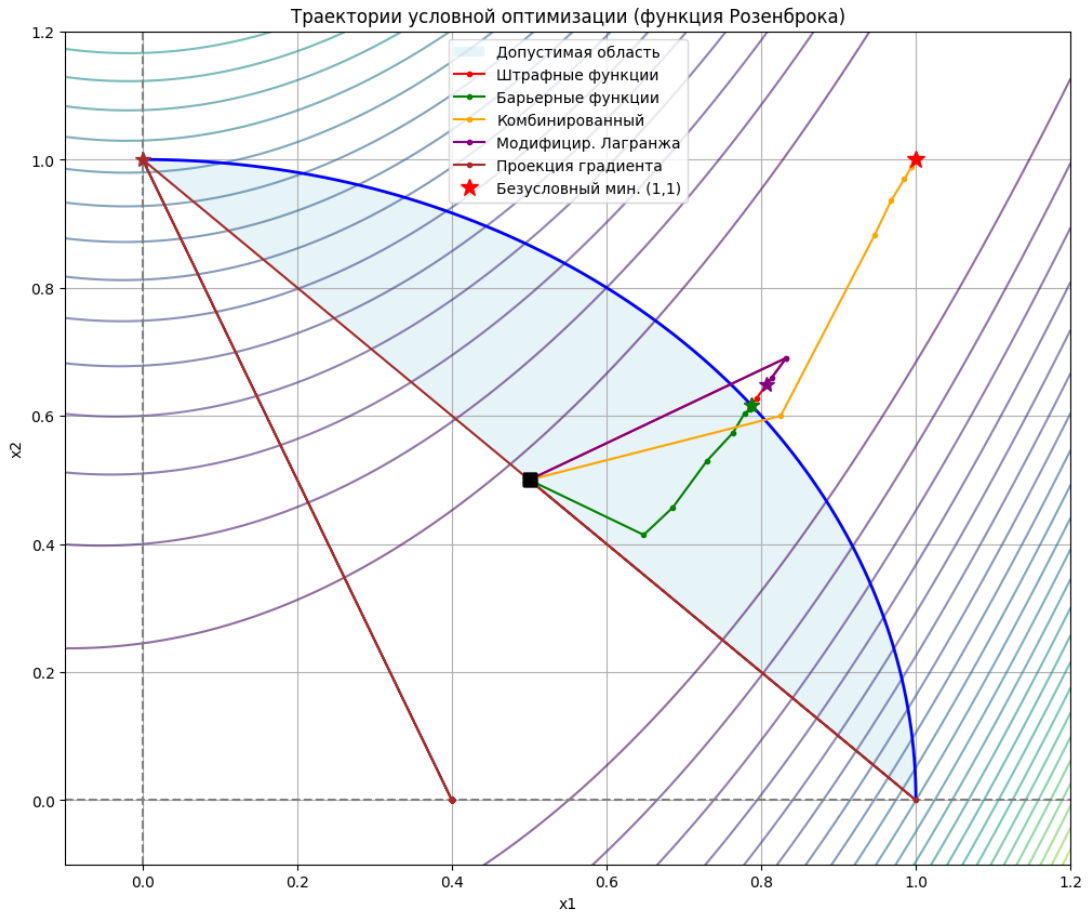 Траектории условной оптимизации (функция Розенброка)
Допустимая область
Штрафные функции
Барьерные функции
Комбинированный
Модифицир. Лагранжа
Проекция градиента
Безусловный мин. (1,1)
x2
1.2
1.0
0.8
0.6
0.4
0.2
0.0
0.0
0.2
0.4
0.6
0.8
1.0
1.2
x1